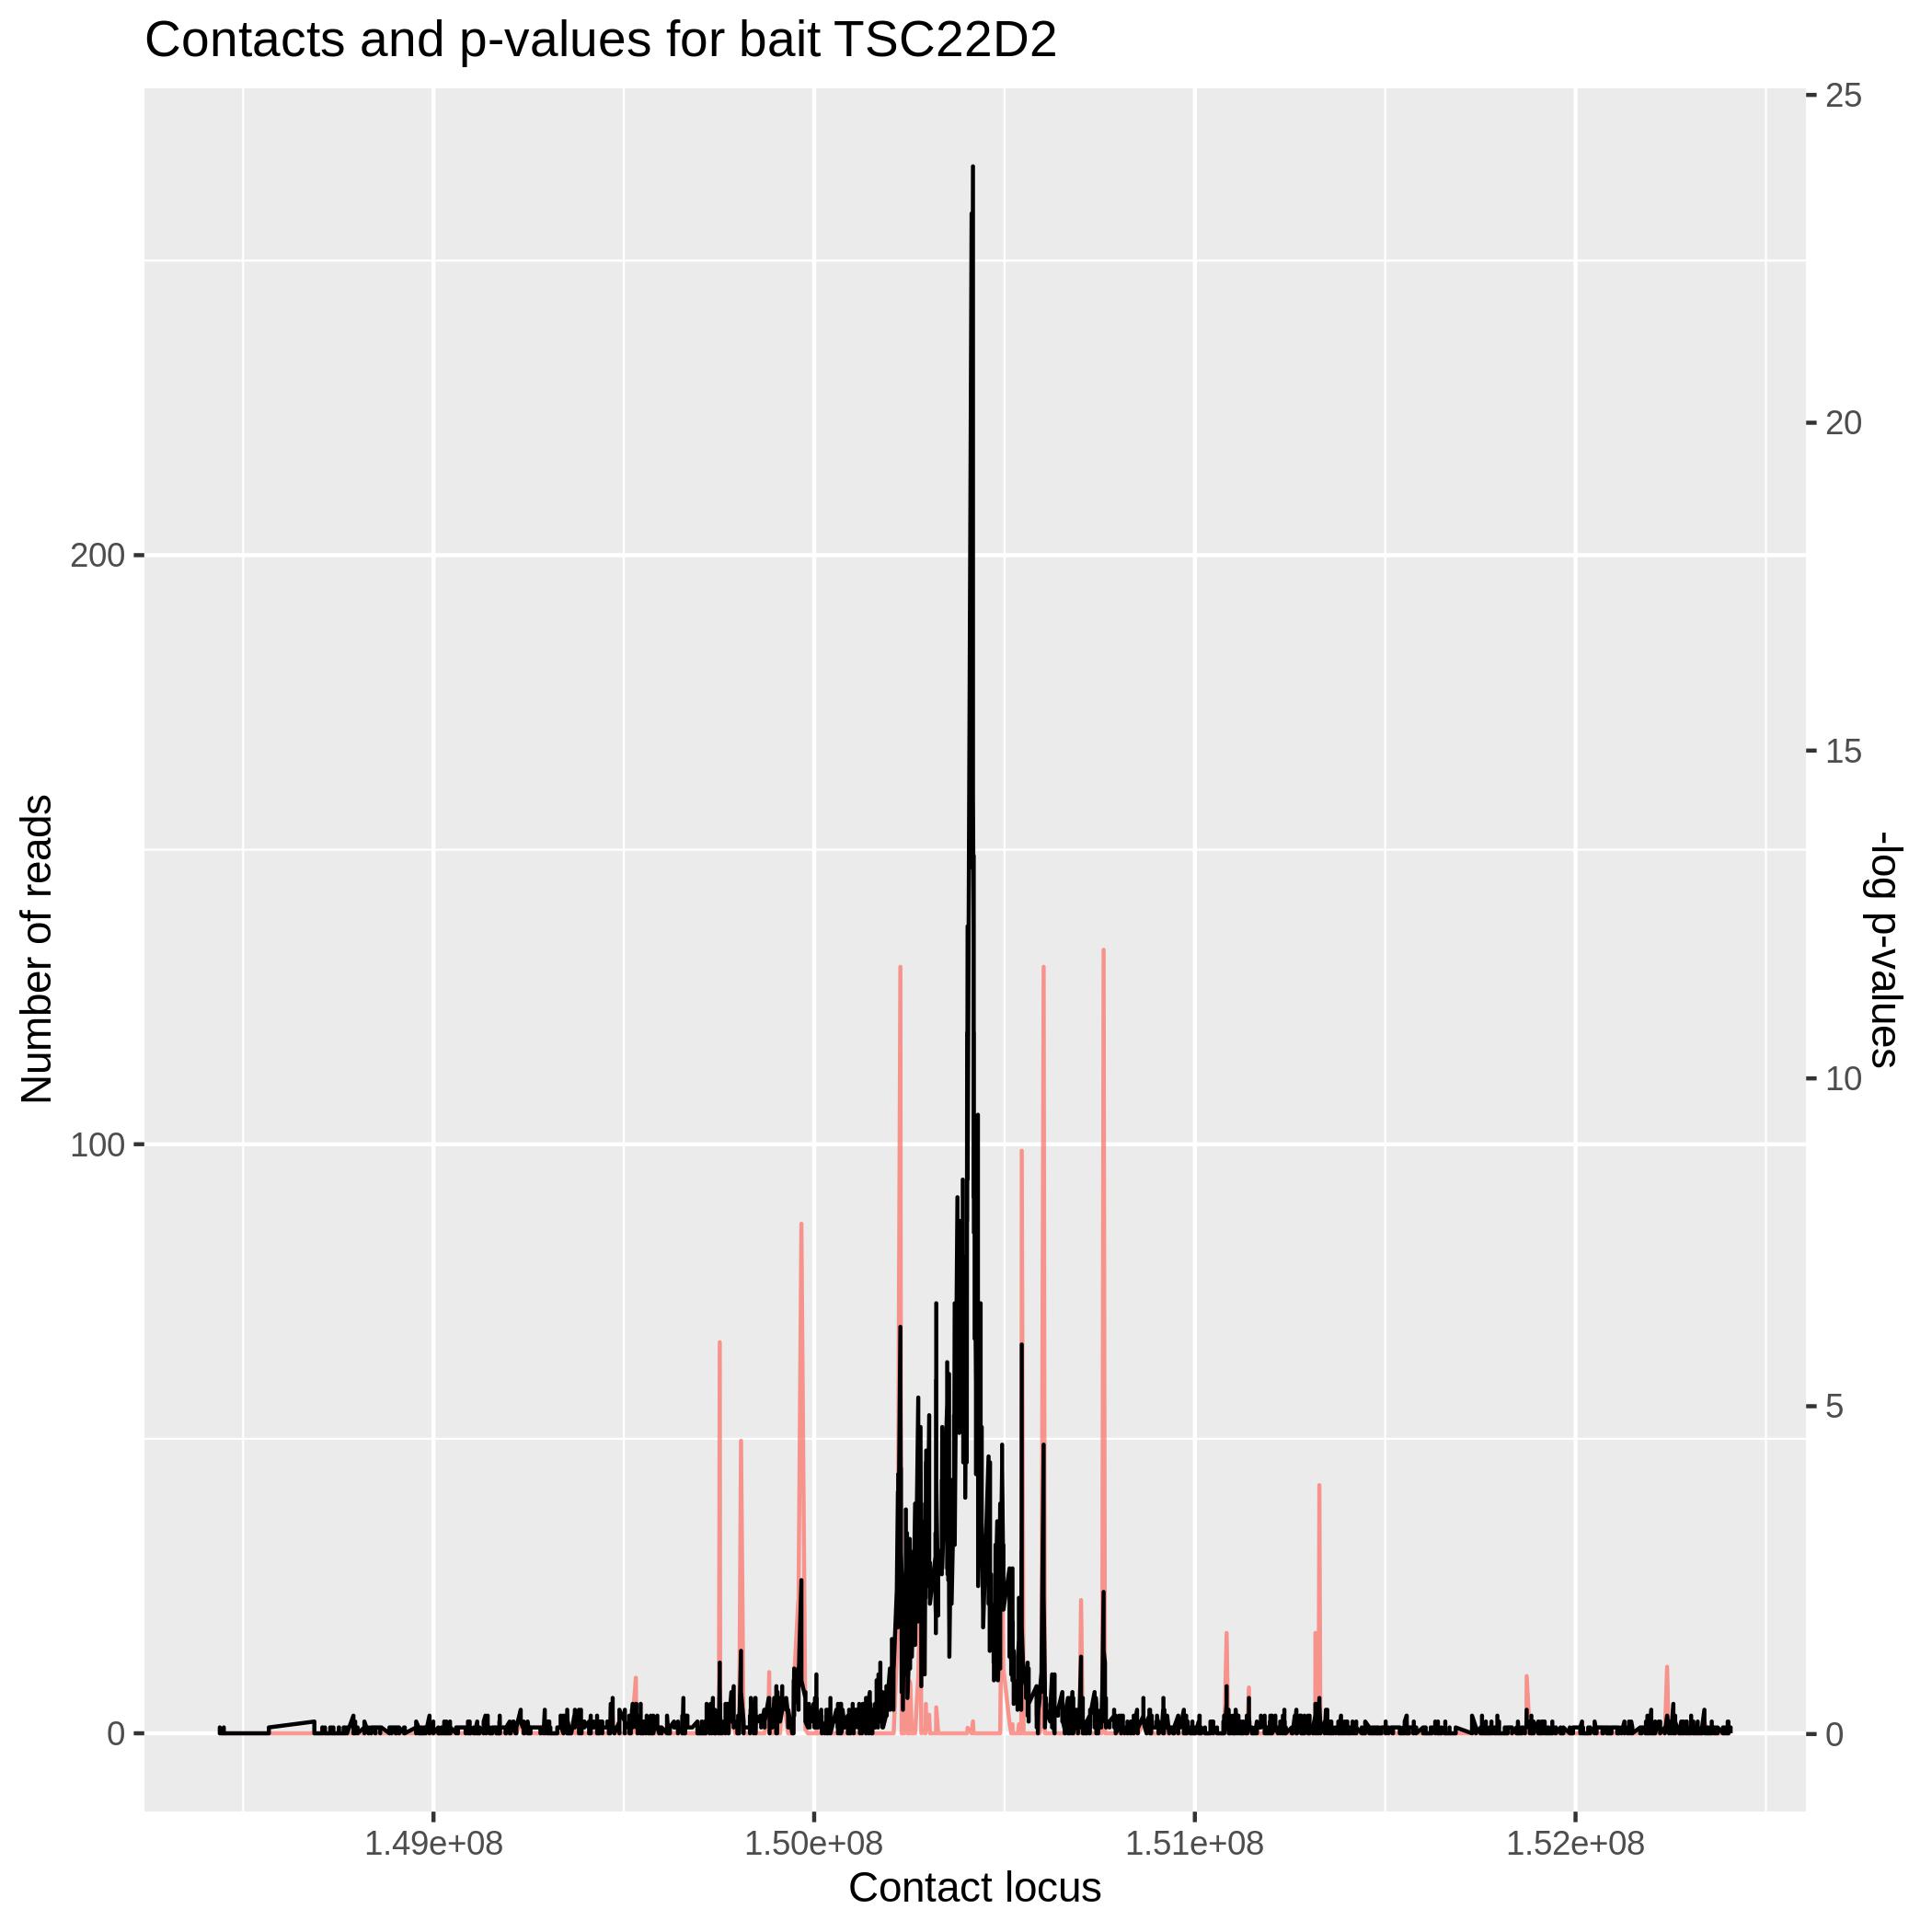 Contacts and p-values for bait TSC22D2
Number of reads
200
100
0
25
20
15
10
5
0
-log p-values
1.49e+08
1.50e+08
1.51e+08
1.52e+08
Contact locus